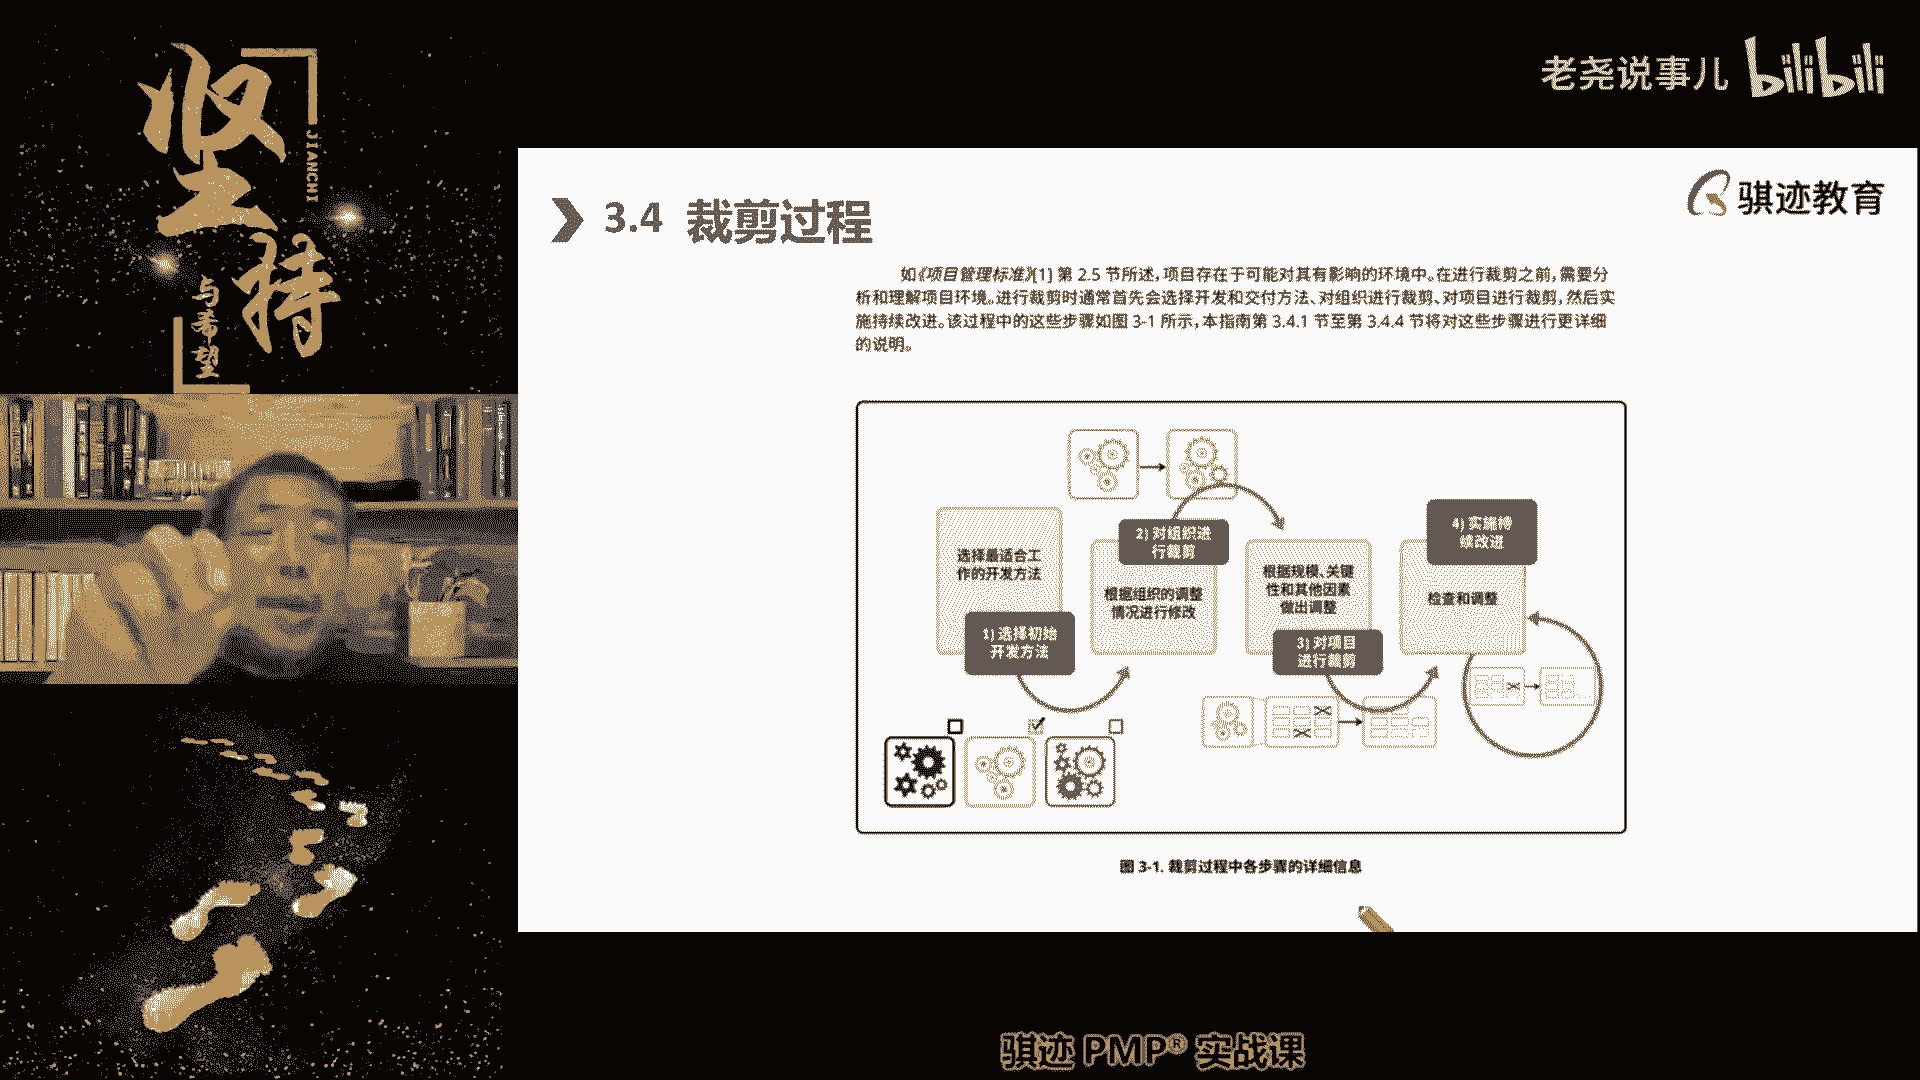 坚持
JIANCHI
与希望
老尧说事儿 bilibili
骐迹教育
3.4 裁剪过程
如《项目管理标准》[1] 第 2.5 节所述，项目存在于可能对其有影响的环境中。在进行裁剪之前，需要分
析和理解项目环境。进行裁剪时通常首先会选择开发和交付方法、对组织进行裁剪、对项目进行裁剪，然后实
施持续改进。该过程中的这些步骤如图 3-1 所示，本指南第 3.4.1 节至第 3.4.4 节将对这些步骤进行更详细
的说明。
选择最适合工
作的开发方法
1) 选择初始
开发方法
2) 对组织进
行裁剪
根据组织的调整
情况进行修改
根据规模、关键
性和其他因素
做出调整
3) 对项目
进行裁剪
4) 实施持
续改进
检查和调整
图 3-1. 裁剪过程中各步骤的详细信息
骐迹 PMP® 实战课